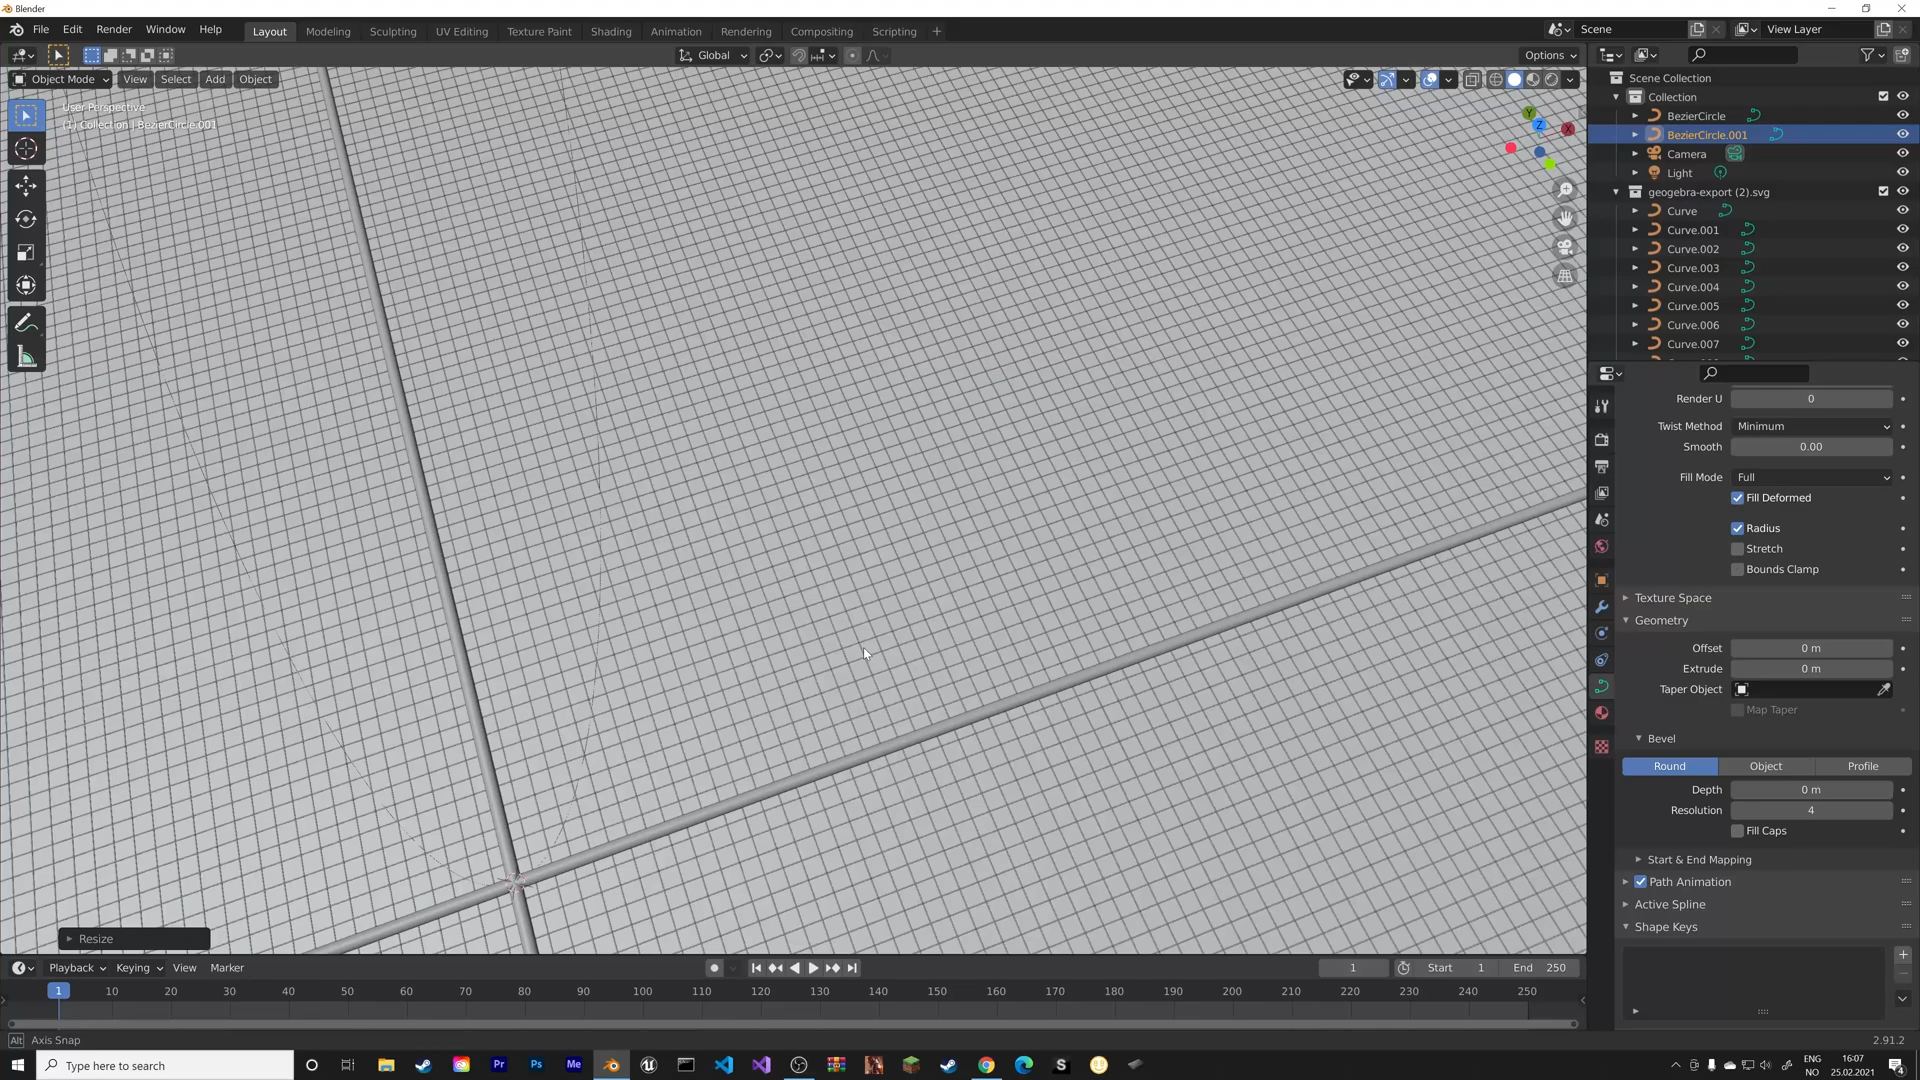 Blender
File Edit Render Window Help Layout Modeling Sculpting UV Editing Texture Paint Shading Animation Rendering Compositing Scripting + Scene View Layer
Global Options
Object Mode View Select Add Object
User Perspective
(1) Collection | BezierCircle.001
Y
Z
X
Scene Collection
Collection
BezierCircle
BezierCircle.001
Camera
Light
geogebra-export (2).svg
Curve
Curve.001
Curve.002
Curve.003
Curve.004
Curve.005
Curve.006
Curve.007
Render U 0
Twist Method Minimum
Smooth 0.00
Fill Mode Full
Fill Deformed
Radius
Stretch
Bounds Clamp
Texture Space
Geometry
Offset 0 m
Extrude 0 m
Taper Object
Map Taper
Bevel
Round Object Profile
Depth 0 m
Resolution 4
Fill Caps
Start & End Mapping
Path Animation
Active Spline
Shape Keys
Resize
Playback Keying View Marker 1 Start 1 End 250
1 10 20 30 40 50 60 70 80 90 100 110 120 130 140 150 160 170 180 190 200 210 220 230 240 250
Alt Axis Snap
2.91.2
Type here to search
Pr Ps Me S
ENG
NO
16:07
25.02.2021
4